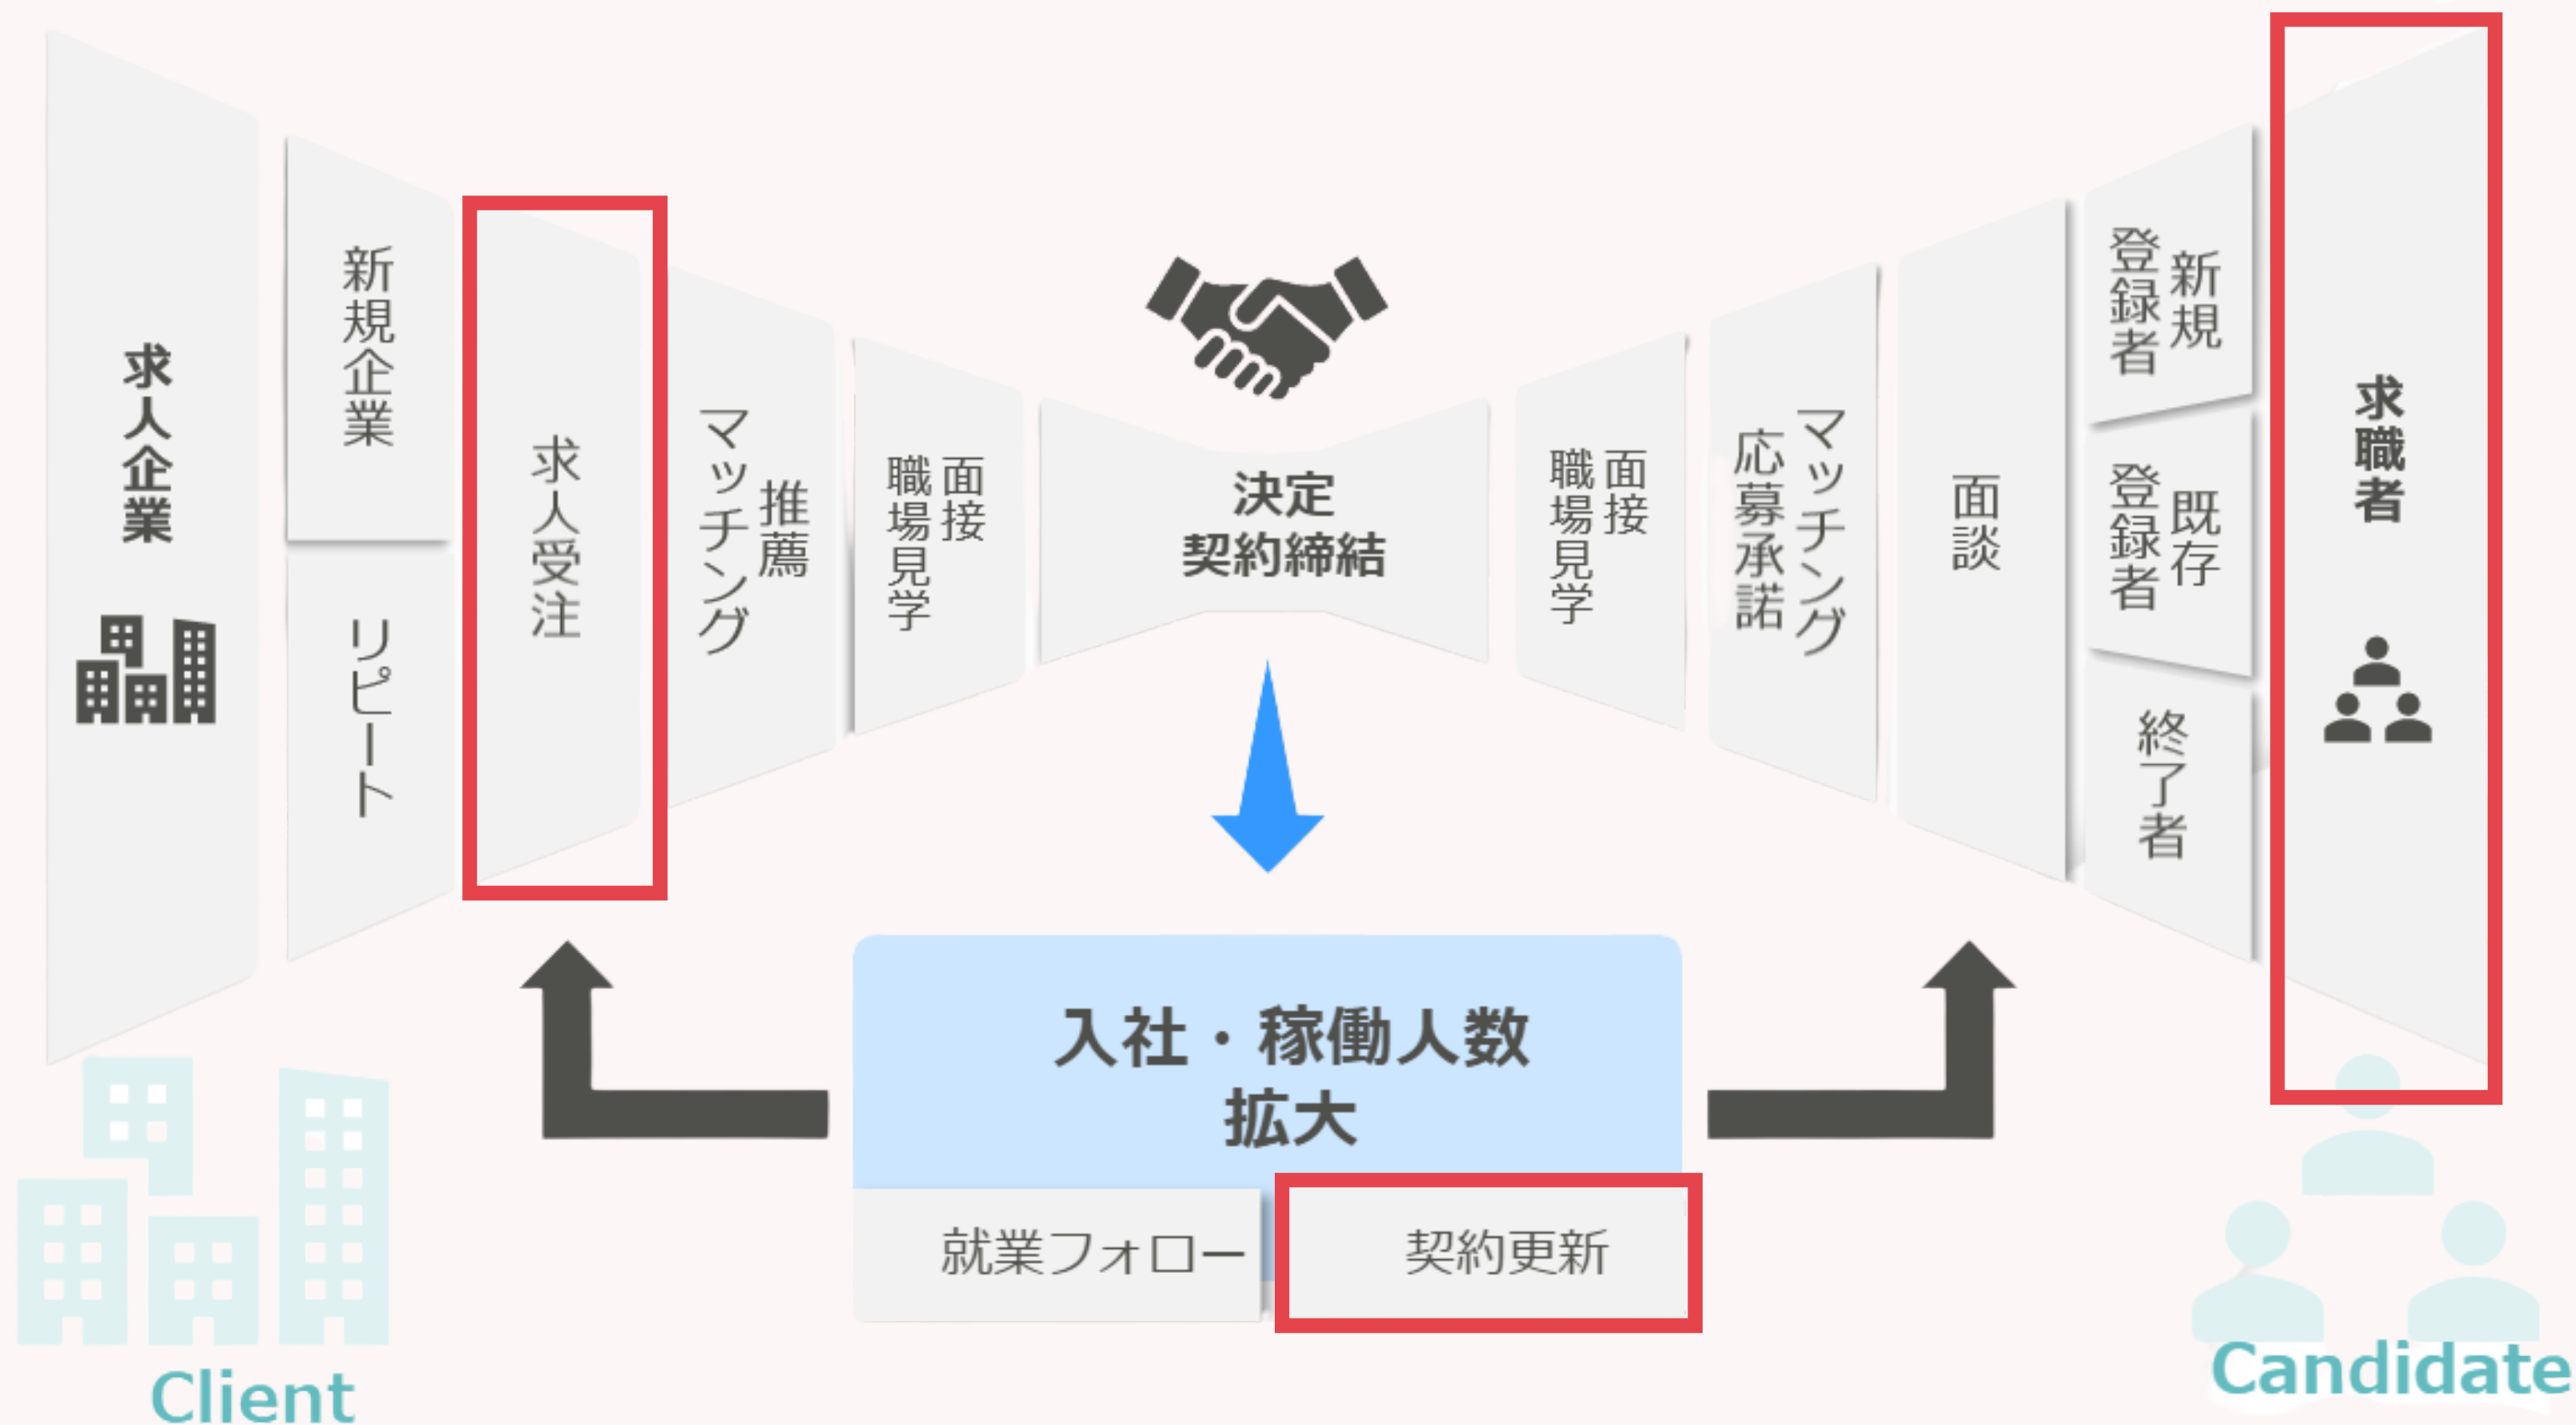 求人企業
新規企業
リピート
求人受注
マッチング
推薦
面接
職場見学
決定
契約締結
面接
職場見学
マッチング
応募承諾
面談
新規
登録者
既存
登録者
終了者
求職者
入社・稼働人数
拡大
就業フォロー
契約更新
Client
Candidate